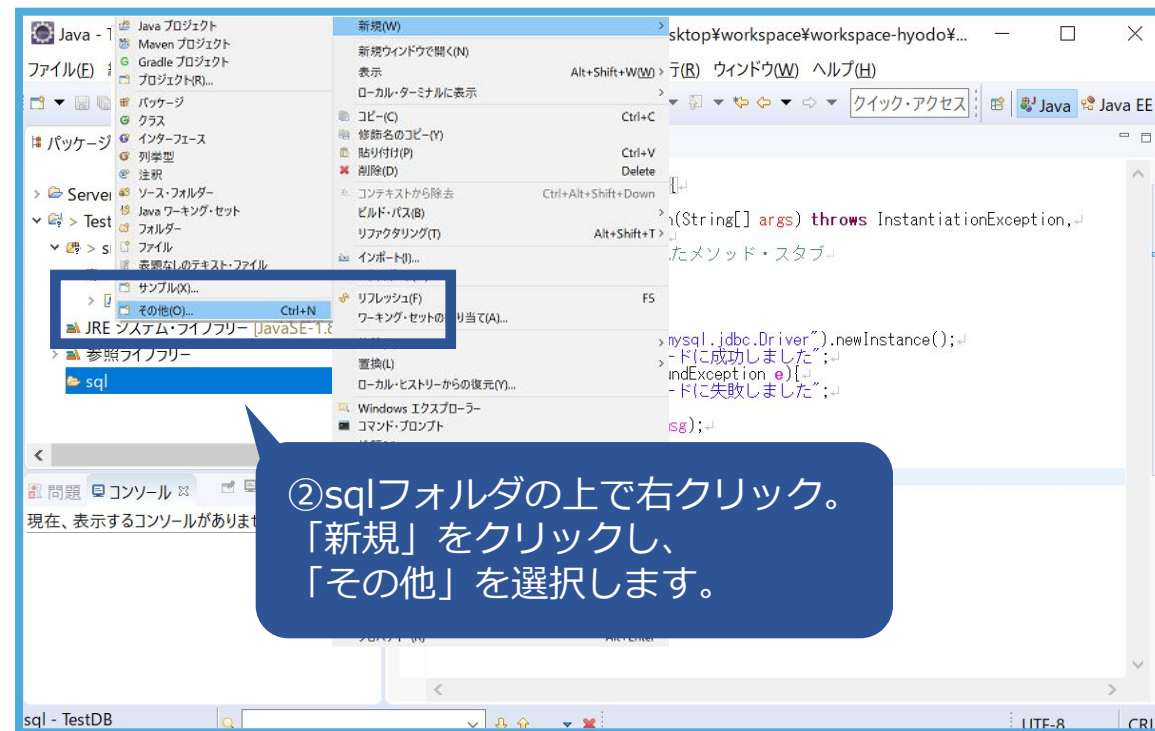 Java - T
sktop¥workspace¥workspace-hyodo¥...
ファイル(E)
行(R) ウィンドウ(W) ヘルプ(H)
クイック・アクセス
Java
Java EE
パッケージ
> Server
> Test
> s
JRE システム・ライブラリー [JavaSE-1.8
参照ライブラリー
sql
Java プロジェクト
Maven プロジェクト
Gradle プロジェクト
プロジェクト(R)...
パッケージ
クラス
インターフェース
列挙型
注釈
ソース・フォルダー
Java ワーキング・セット
フォルダー
ファイル
表題なしのテキスト・ファイル
サンプル(X)...
その他(O)... Ctrl+N
新規(W)
新規ウィンドウで開く(N)
表示 Alt+Shift+W(W)
ローカル・ターミナルに表示
コピー(C) Ctrl+C
修飾名のコピー(Y)
貼り付け(P) Ctrl+V
削除(D) Delete
コンテキストから除去 Ctrl+Alt+Shift+Down
ビルド・パス(B)
リファクタリング(T) Alt+Shift+T
インポート(I)...
リフレッシュ(F) F5
ワーキング・セットの割り当て(A)...
置換(L)
ローカル・ヒストリーからの復元(Y)...
Windows エクスプローラー
コマンド・プロンプト
{
(String[] args) throws InstantiationException,
たメソッド・スタブ
mysql.jdbc.Driver").newInstance();
ードに成功しました";
undException e){
ードに失敗しました";
msg);
問題 コンソール
現在、表示するコンソールがありませ
②sqlフォルダの上で右クリック。
「新規」をクリックし、
「その他」を選択します。
sql - TestDB
UTF-8